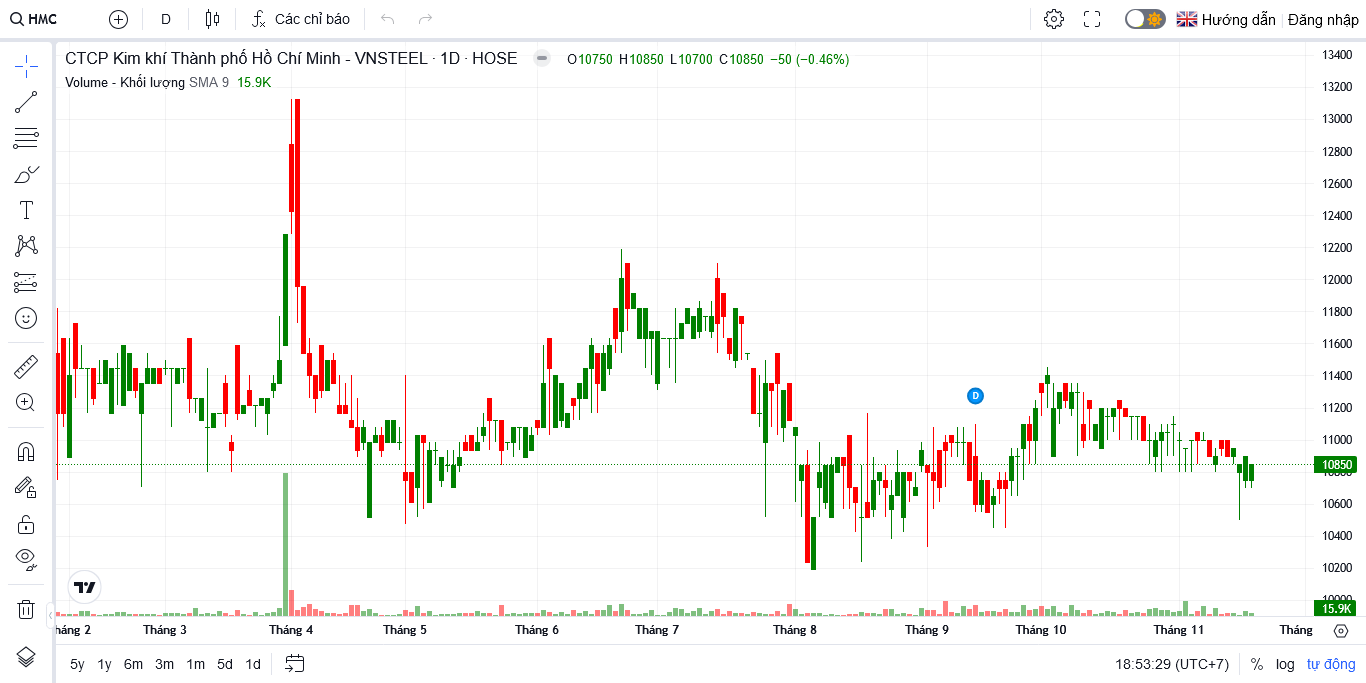 HMC D Các chỉ báo Hướng dẫn Đăng nhập
CTCP Kim khí Thành phố Hồ Chí Minh - VNSTEEL · 1D · HOSE O10750 H10850 L10700 C10850 −50 (−0.46%)
Volume - Khối lượng SMA 9 15.9K
13400
13200
13000
12800
12600
12400
12200
12000
11800
11600
11400
11200
D
11000
10850
10600
10400
10200
15.9K
Tháng 3 Tháng 4 Tháng 5 Tháng 6 Tháng 7 Tháng 8 Tháng 9 Tháng 10 Tháng 11 Tháng
5y 1y 6m 3m 1m 5d 1d 18:53:29 (UTC+7) % log tự động